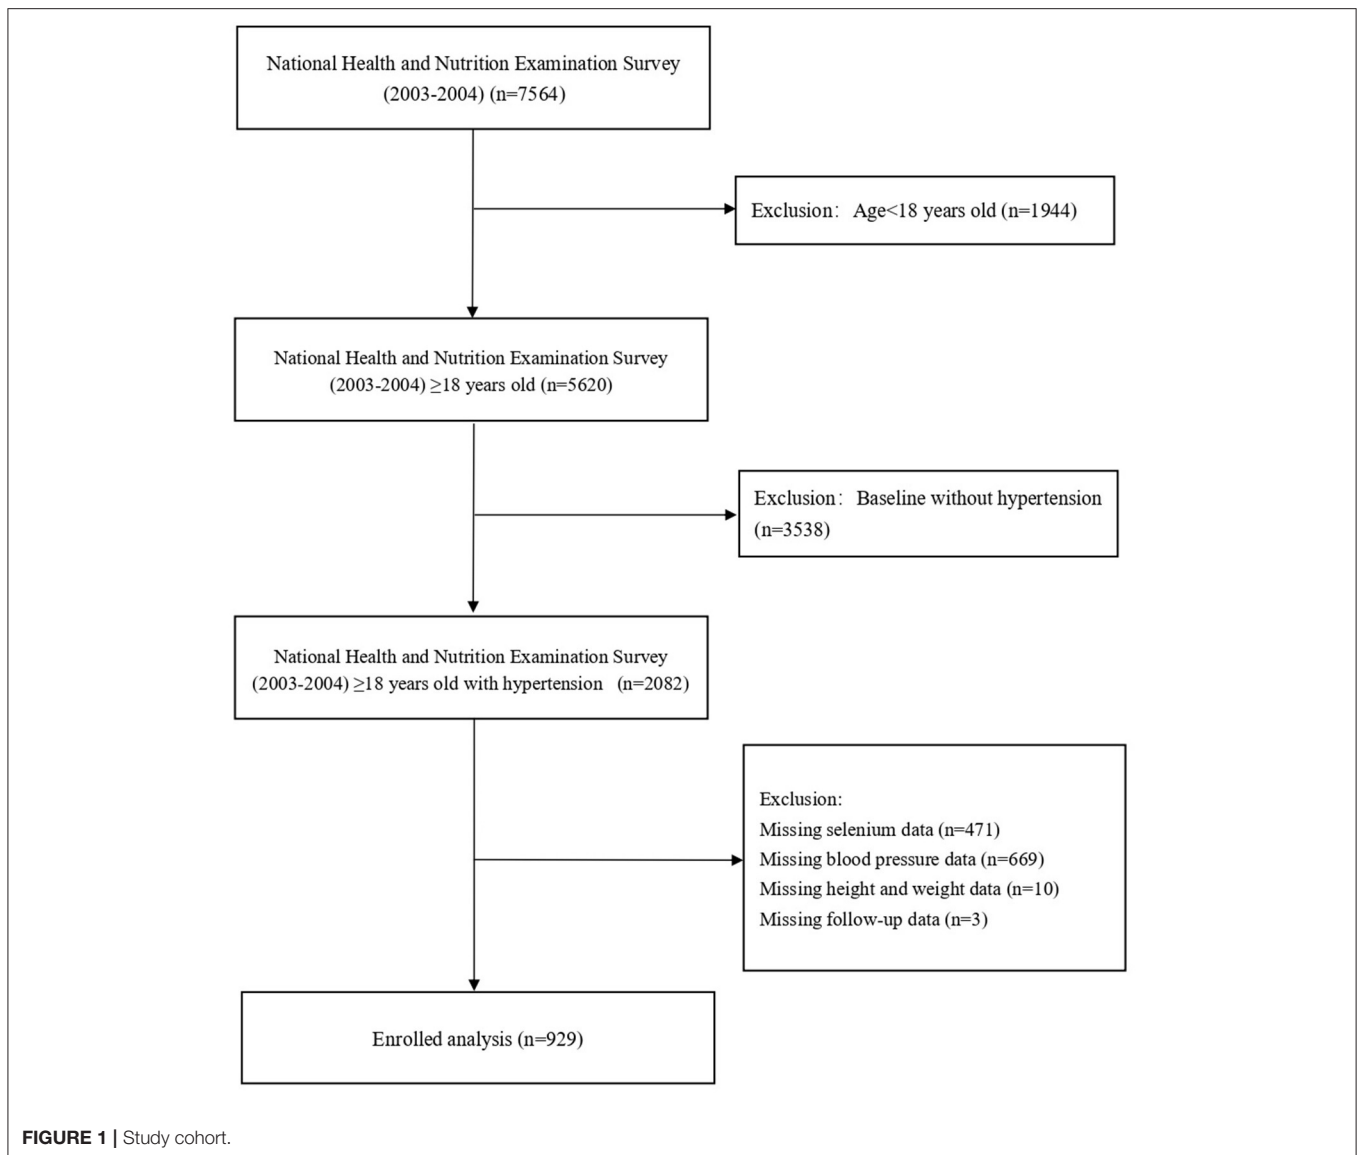 National Health and Nutrition Examination Survey
(2003-2004) (n=7564)
Exclusion： Age<18 years old (n=1944)
National Health and Nutrition Examination Survey
(2003-2004) ≥18 years old (n=5620)
Exclusion： Baseline without hypertension
(n=3538)
National Health and Nutrition Examination Survey
(2003-2004) ≥18 years old with hypertension (n=2082)
Exclusion:
Missing selenium data (n=471)
Missing blood pressure data (n=669)
Missing height and weight data (n=10)
Missing follow-up data (n=3)
Enrolled analysis (n=929)
FIGURE 1 | Study cohort.